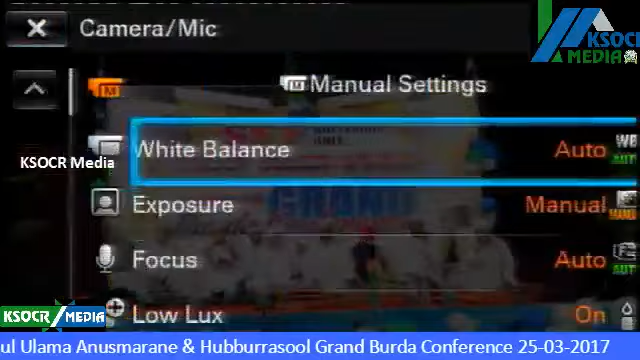 Camera/Mic
KSOCR
MEDIA
Manual Settings
White Balance Auto
KSOCR Media
Exposure Manual
Focus Auto
Low Lux On
KSOCR MEDIA
ul Ulama Anusmarane & Hubburrasool Grand Burda Conference 25-03-2017